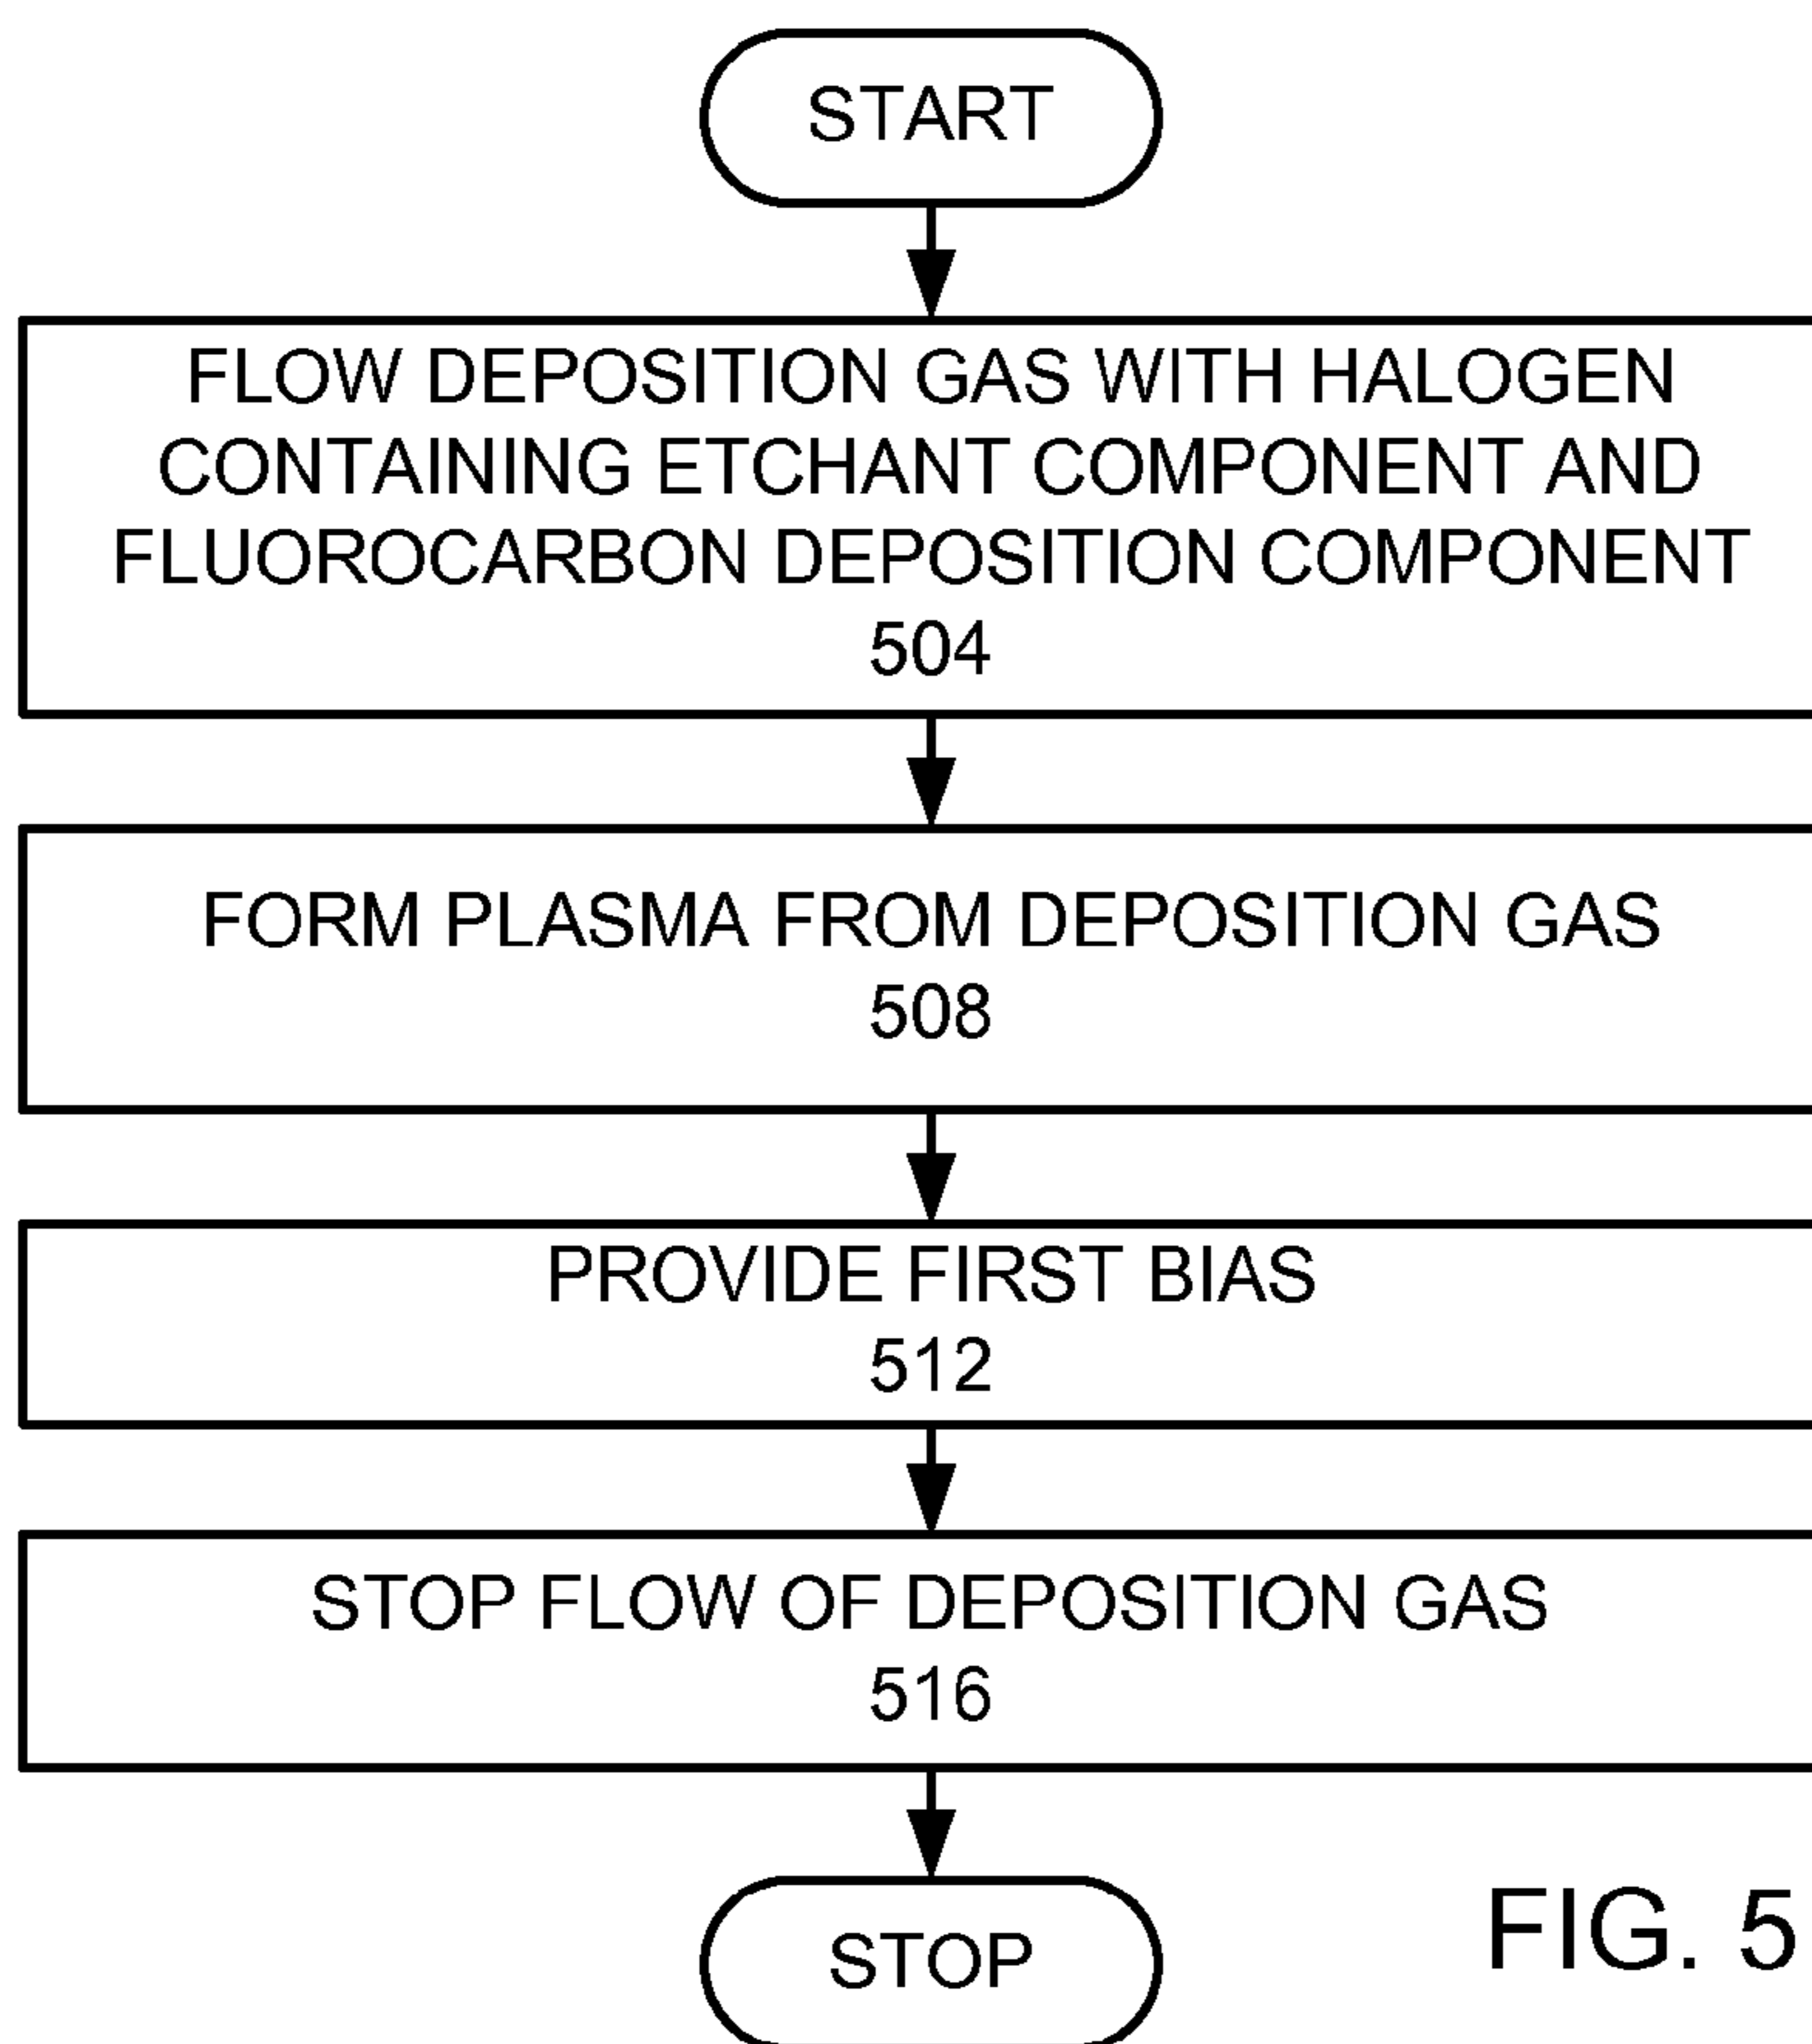 START
FLOW DEPOSITION GAS WITH HALOGEN
CONTAINING ETCHANT COMPONENT AND
FLUOROCARBON DEPOSITION COMPONENT
504
FORM PLASMA FROM DEPOSITION GAS
508
PROVIDE FIRST BIAS
512
STOP FLOW OF DEPOSITION GAS
516
STOP
FIG. 5